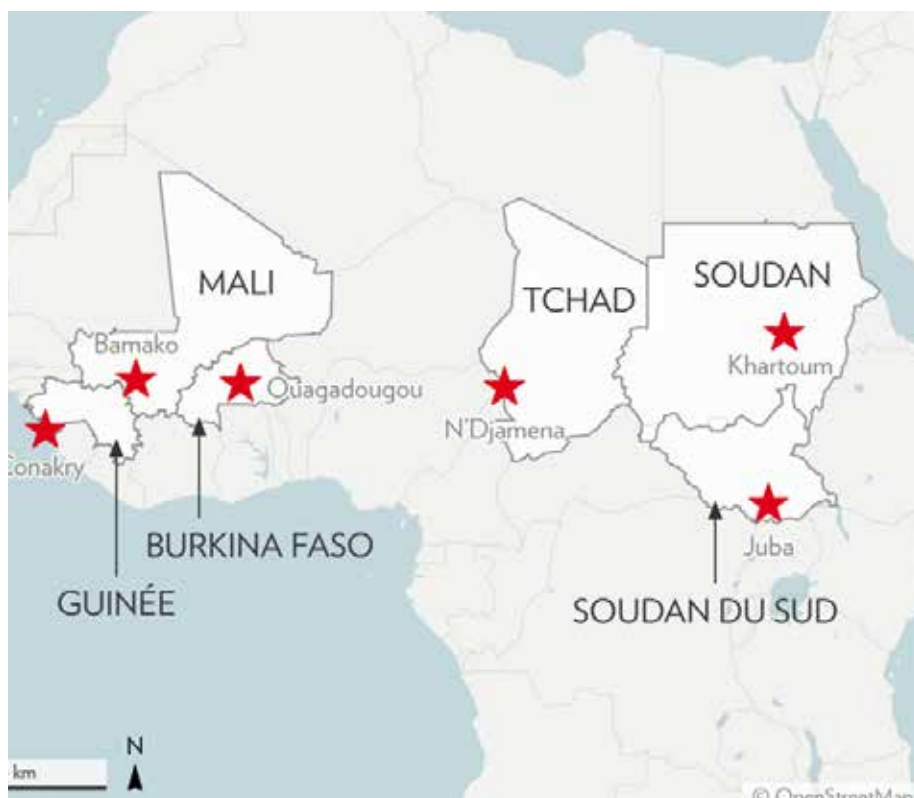 MALI
TCHAD
SOUDAN
Bamako
Ouagadougou
Khartoum
N'Djamena
Conakry
BURKINA FASO
Juba
GUINÉE
SOUDAN DU SUD
N
km
© OpenStreetMap